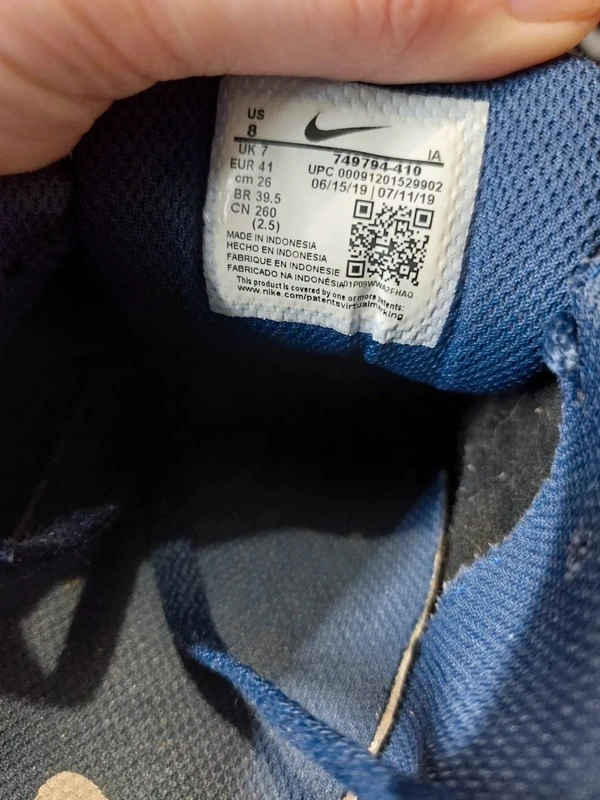 US
8
UK 7
EUR 41
cm 26
BR 39.5
CN 260
(2.5)
IA
749794-410
UPC 00091201529902
06/15/19 | 07/11/19
MADE IN INDONESIA
HECHO EN INDONESIA
FABRIQUE EN INDONESIE
FABRICADO NA INDONÉSIA
This product is covered by one or more patents:
www.nike.com/patentsvirtualmarking